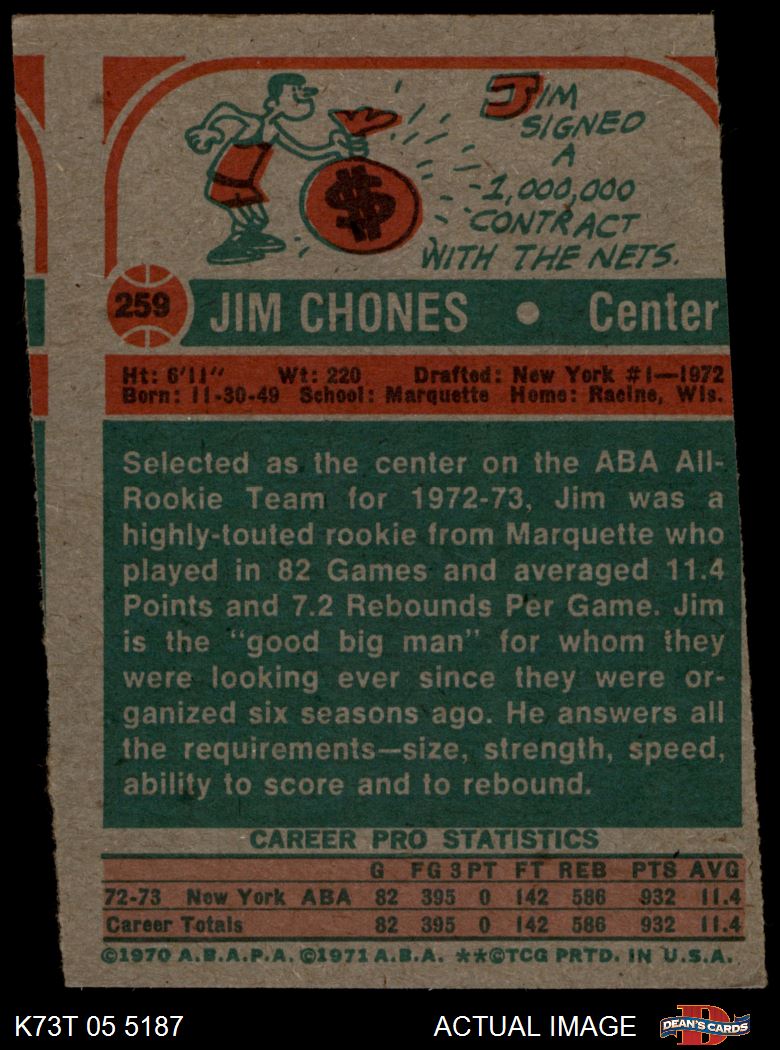 JIM
SIGNED
A
1,000,000
CONTRACT
WITH THE NETS.
$
259
JIM CHONES • Center
Ht: 6'11" Wt: 220 Drafted: New York #1—1972
Born: 11-30-49 School: Marquette Home: Racine, Wis.
Selected as the center on the ABA All-
Rookie Team for 1972-73, Jim was a
highly-touted rookie from Marquette who
played in 82 Games and averaged 11.4
Points and 7.2 Rebounds Per Game. Jim
is the "good big man" for whom they
were looking ever since they were or-
ganized six seasons ago. He answers all
the requirements—size, strength, speed,
ability to score and to rebound.
CAREER PRO STATISTICS
G FG 3PT FT REB PTS AVG
72-73 New York ABA 82 395 0 142 586 932 11.4
Career Totals 82 395 0 142 586 932 11.4
©1970 A.B.A.P.A. ©1971 A.B.A. **©TCG PRTD. IN U.S.A.
K73T 05 5187 ACTUAL IMAGE D DEAN'S CARDS